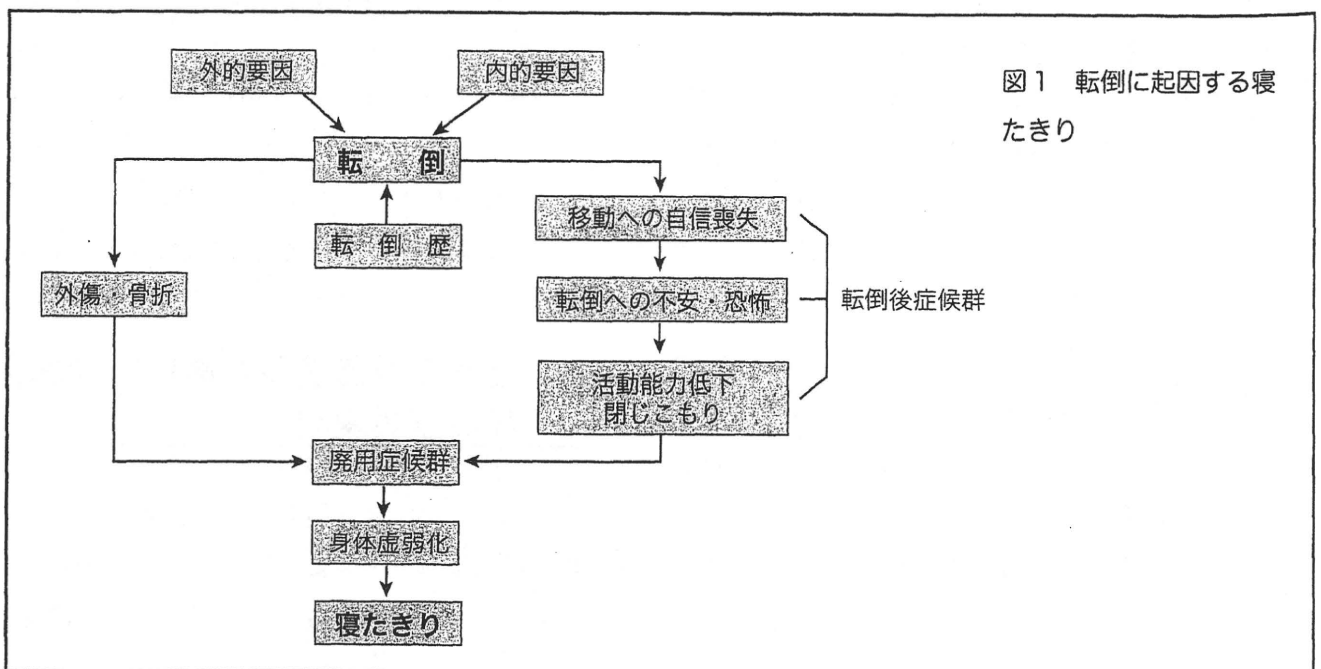 外的要因
内的要因
図1 転倒に起因する寝
たきり
転倒
移動への自信喪失
転倒歴
外傷・骨折
転倒への不安・恐怖
転倒後症候群
活動能力低下
閉じこもり
廃用症候群
身体虚弱化
寝たきり